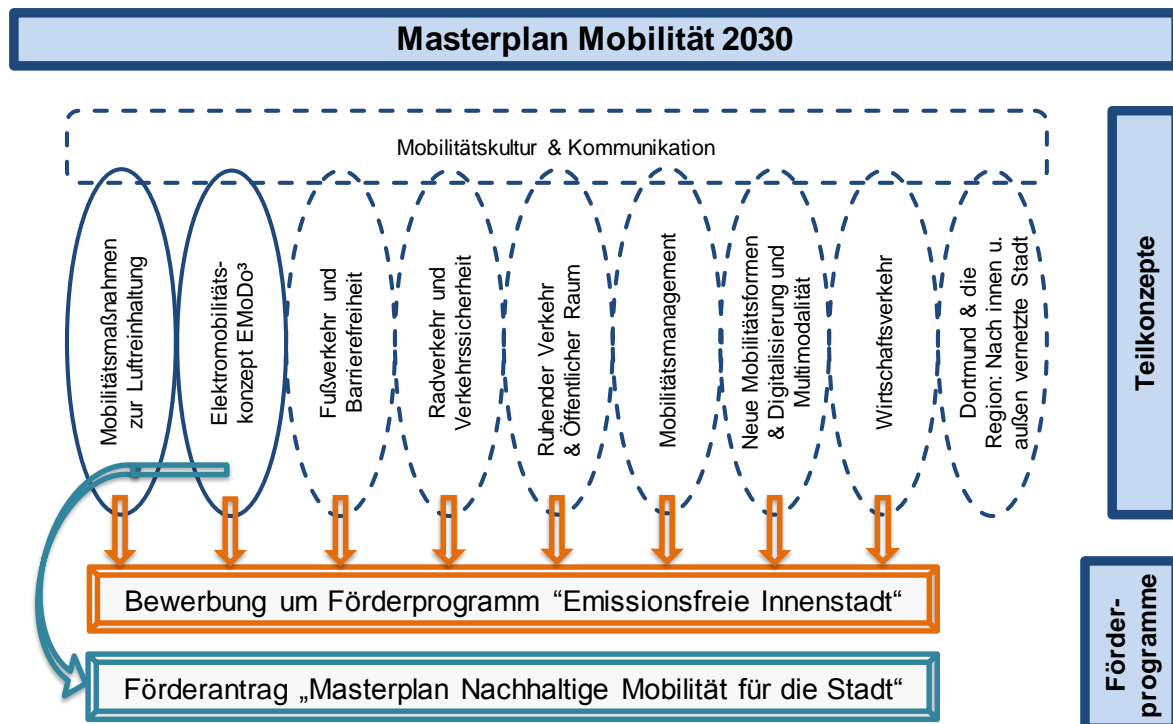 Masterplan Mobilität 2030
Mobilitätskultur & Kommunikation
Mobilitätsmaßnahmen
zur Luftreinhaltung
Elektromobilitäts-
konzept EMoDo³
Fußverkehr und
Barrierefreiheit
Radverkehr und
Verkehrssicherheit
Ruhender Verkehr
& Öffentlicher Raum
Mobilitätsmanagement
Neue Mobilitätsformen
& Digitalisierung und
Multimodalität
Wirtschaftsverkehr
Dortmund & die
Region: Nach innen u.
außen vernetzte Stadt
Teilkonzepte
Bewerbung um Förderprogramm “Emissionsfreie Innenstadt“
Förderantrag „Masterplan Nachhaltige Mobilität für die Stadt“
Förder-
programme